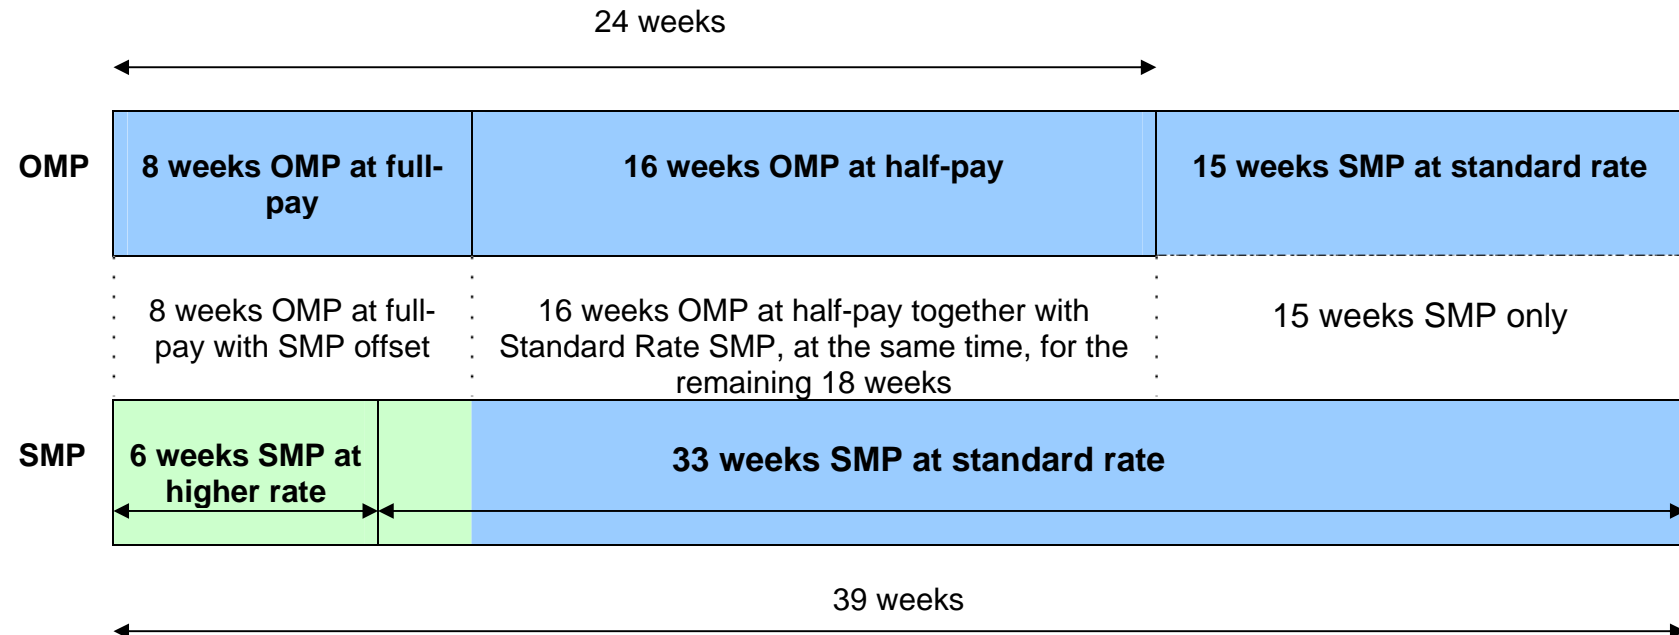 24 weeks
OMP
8 weeks OMP at full-
pay
16 weeks OMP at half-pay
15 weeks SMP at standard rate
8 weeks OMP at full-
pay with SMP offset
16 weeks OMP at half-pay together with
Standard Rate SMP, at the same time, for the
remaining 18 weeks
15 weeks SMP only
SMP
6 weeks SMP at
higher rate
33 weeks SMP at standard rate
39 weeks